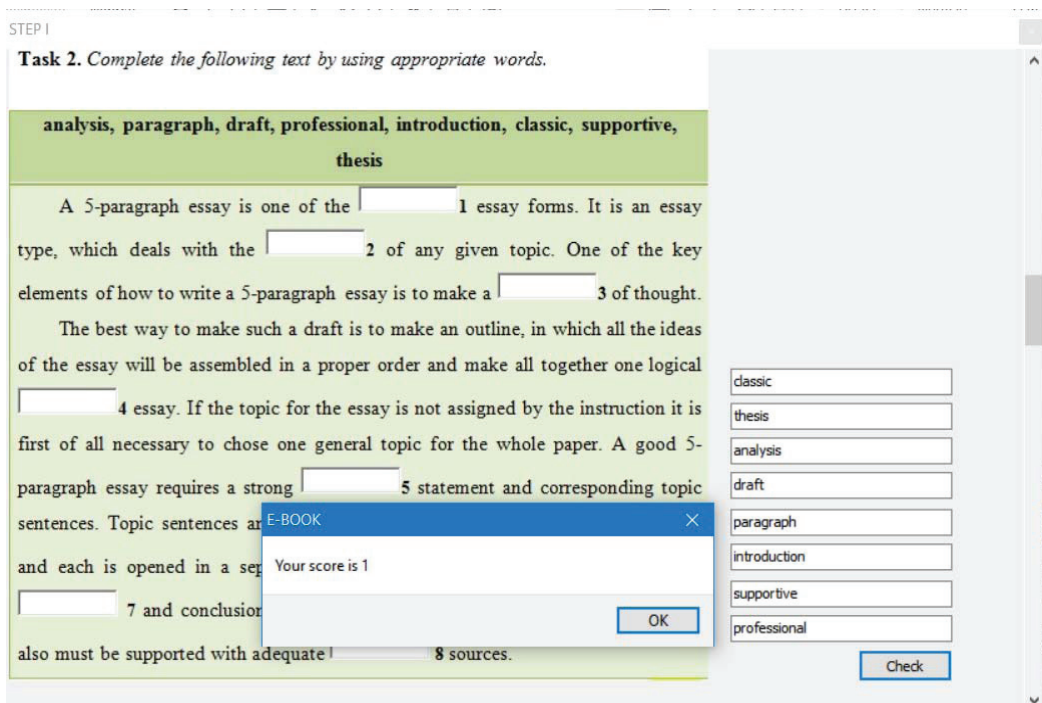 STEP I
Task 2. Complete the following text by using appropriate words.
analysis, paragraph, draft, professional, introduction, classic, supportive,
thesis
A 5-paragraph essay is one of the 1 essay forms. It is an essay
type, which deals with the 2 of any given topic. One of the key
elements of how to write a 5-paragraph essay is to make a 3 of thought.
The best way to make such a draft is to make an outline, in which all the ideas
of the essay will be assembled in a proper order and make all together one logical
4 essay. If the topic for the essay is not assigned by the instruction it is
first of all necessary to chose one general topic for the whole paper. A good 5-
paragraph essay requires a strong 5 statement and corresponding topic
sentences. Topic sentences
and each is opened in a
7 and conclusion
also must be supported with adequate 8 sources.
E-BOOK
Your score is 1
OK
classic
thesis
analysis
draft
paragraph
introduction
supportive
professional
Check